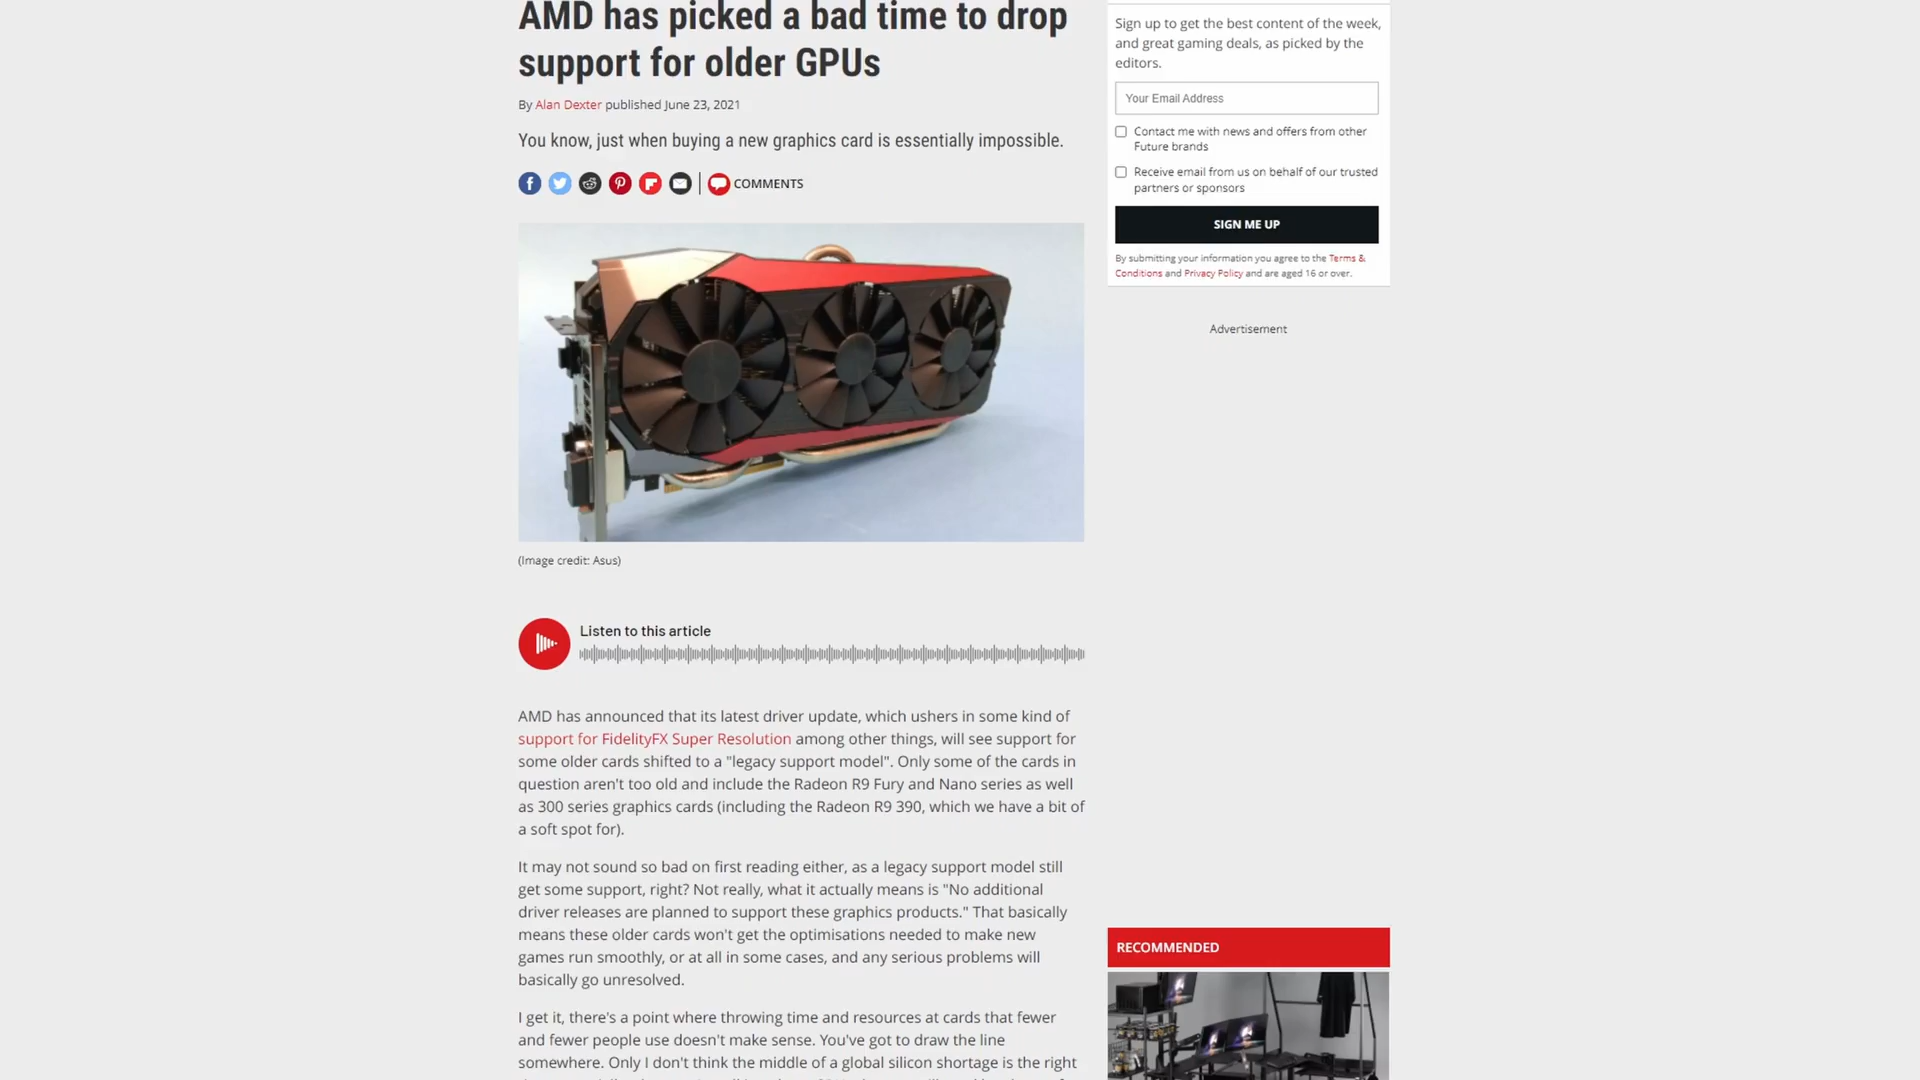 AMD has picked a bad time to drop
support for older GPUs
By Alan Dexter published June 23, 2021
You know, just when buying a new graphics card is essentially impossible.
COMMENTS
(Image credit: Asus)
Listen to this article
AMD has announced that its latest driver update, which ushers in some kind of
support for FidelityFX Super Resolution among other things, will see support for
some older cards shifted to a "legacy support model". Only some of the cards in
question aren't too old and include the Radeon R9 Fury and Nano series as well
as 300 series graphics cards (including the Radeon R9 390, which we have a bit of
a soft spot for).
It may not sound so bad on first reading either, as a legacy support model still
get some support, right? Not really, what it actually means is "No additional
driver releases are planned to support these graphics products." That basically
means these older cards won't get the optimisations needed to make new
games run smoothly, or at all in some cases, and any serious problems will
basically go unresolved.
I get it, there's a point where throwing time and resources at cards that fewer
and fewer people use doesn't make sense. You've got to draw the line
somewhere. Only I don't think the middle of a global silicon shortage is the right
Sign up to get the best content of the week,
and great gaming deals, as picked by the
editors.
Your Email Address
Contact me with news and offers from other
Future brands
Receive email from us on behalf of our trusted
partners or sponsors
SIGN ME UP
By submitting your information you agree to the Terms &
Conditions and Privacy Policy and are aged 16 or over.
Advertisement
RECOMMENDED